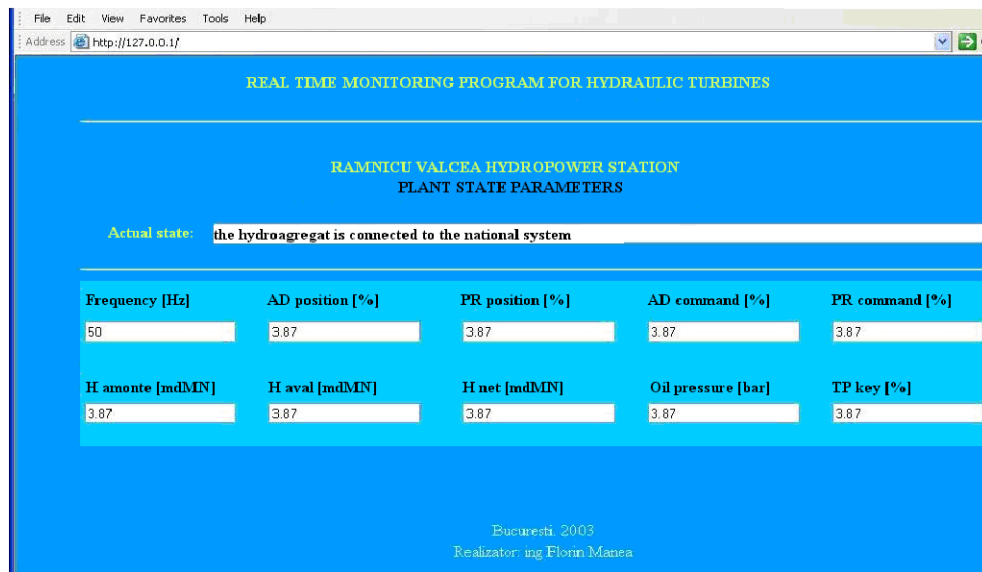 File Edit View Favorites Tools Help
Address http://127.0.0.1/
REAL TIME MONITORING PROGRAM FOR HYDRAULIC TURBINES
RAMNICU VALCEA HYDROPOWER STATION
PLANT STATE PARAMETERS
Actual state: the hydroagregat is connected to the national system
Frequency [Hz] AD position [%] PR position [%] AD command [%] PR command [%]
50 3.87 3.87 3.87 3.87
H amonte [mdMN] H aval [mdMN] H net [mdMN] Oil pressure [bar] TP key [%]
3.87 3.87 3.87 3.87 3.87
Bucuresti. 2003
Realizator: ing Florin Manea